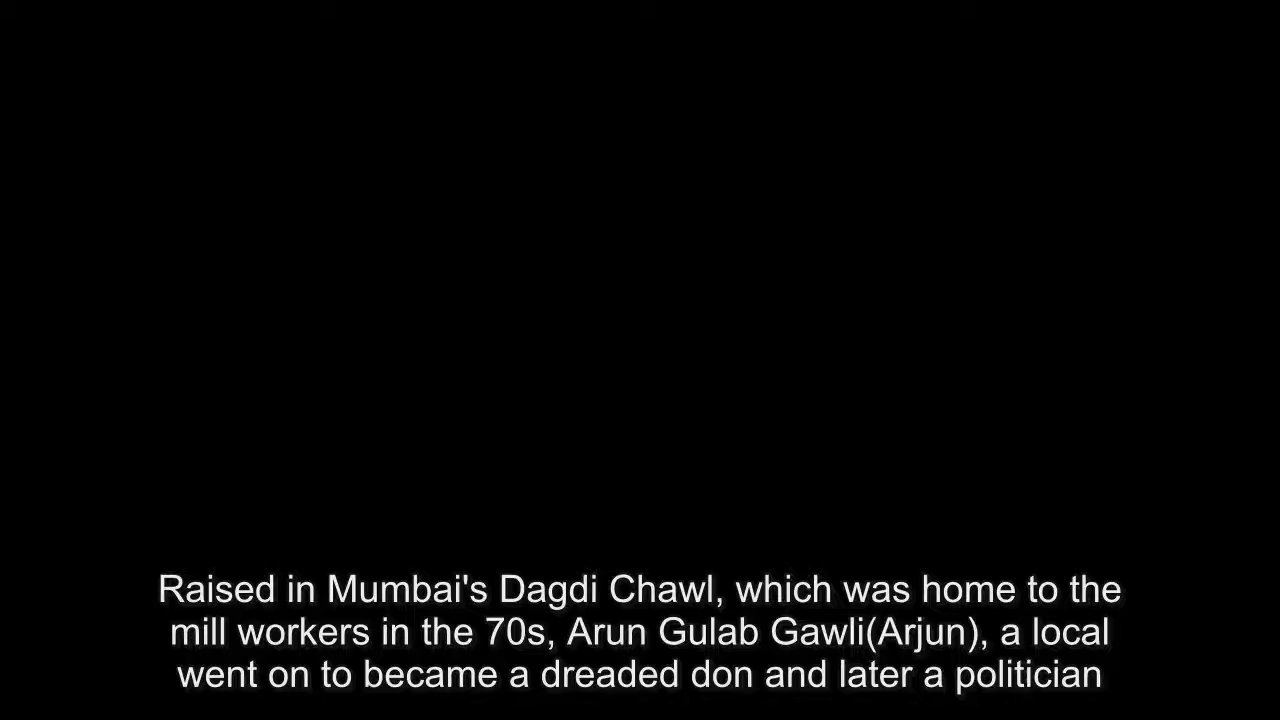 Raised in Mumbai's Dagdi Chawl, which was home to the
mill workers in the 70s, Arun Gulab Gawli(Arjun), a local
went on to became a dreaded don and later a politician